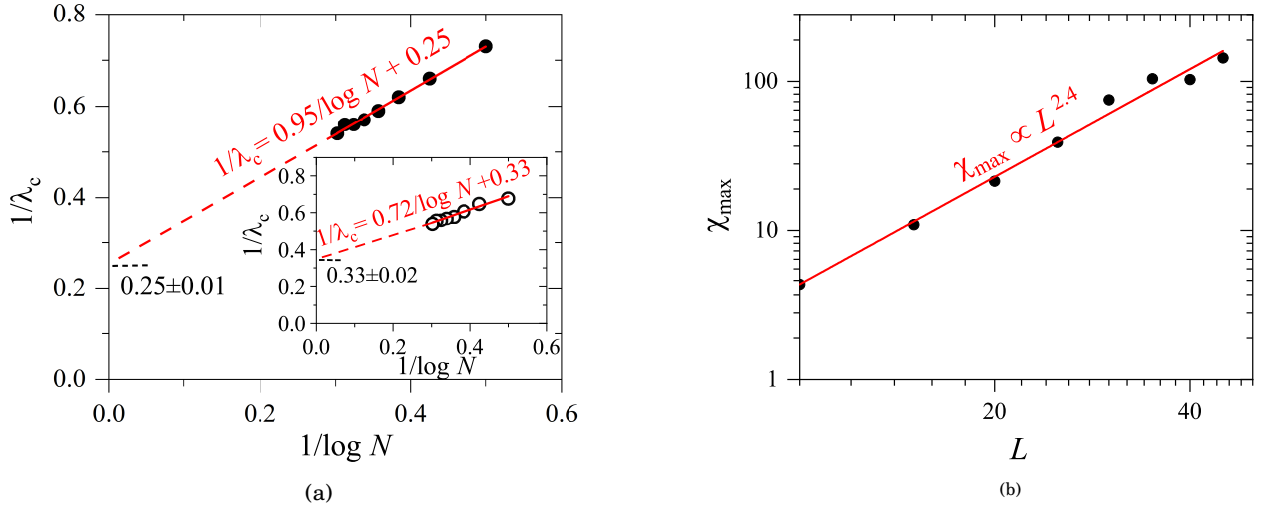 0.8
0.6
0.4
0.2
0.0
0.0
0.2
0.4
0.6
1/λc
1/log N
1/λc = 0.95/log N + 0.25
0.25±0.01
0.8
0.6
0.4
0.2
0.0
0.0
0.2
0.4
0.6
1/λc
1/log N
1/λc = 0.72/log N+0.33
0.33±0.02
(a)
100
10
1
20
40
χmax
L
χmax ∝ L^2.4
(b)